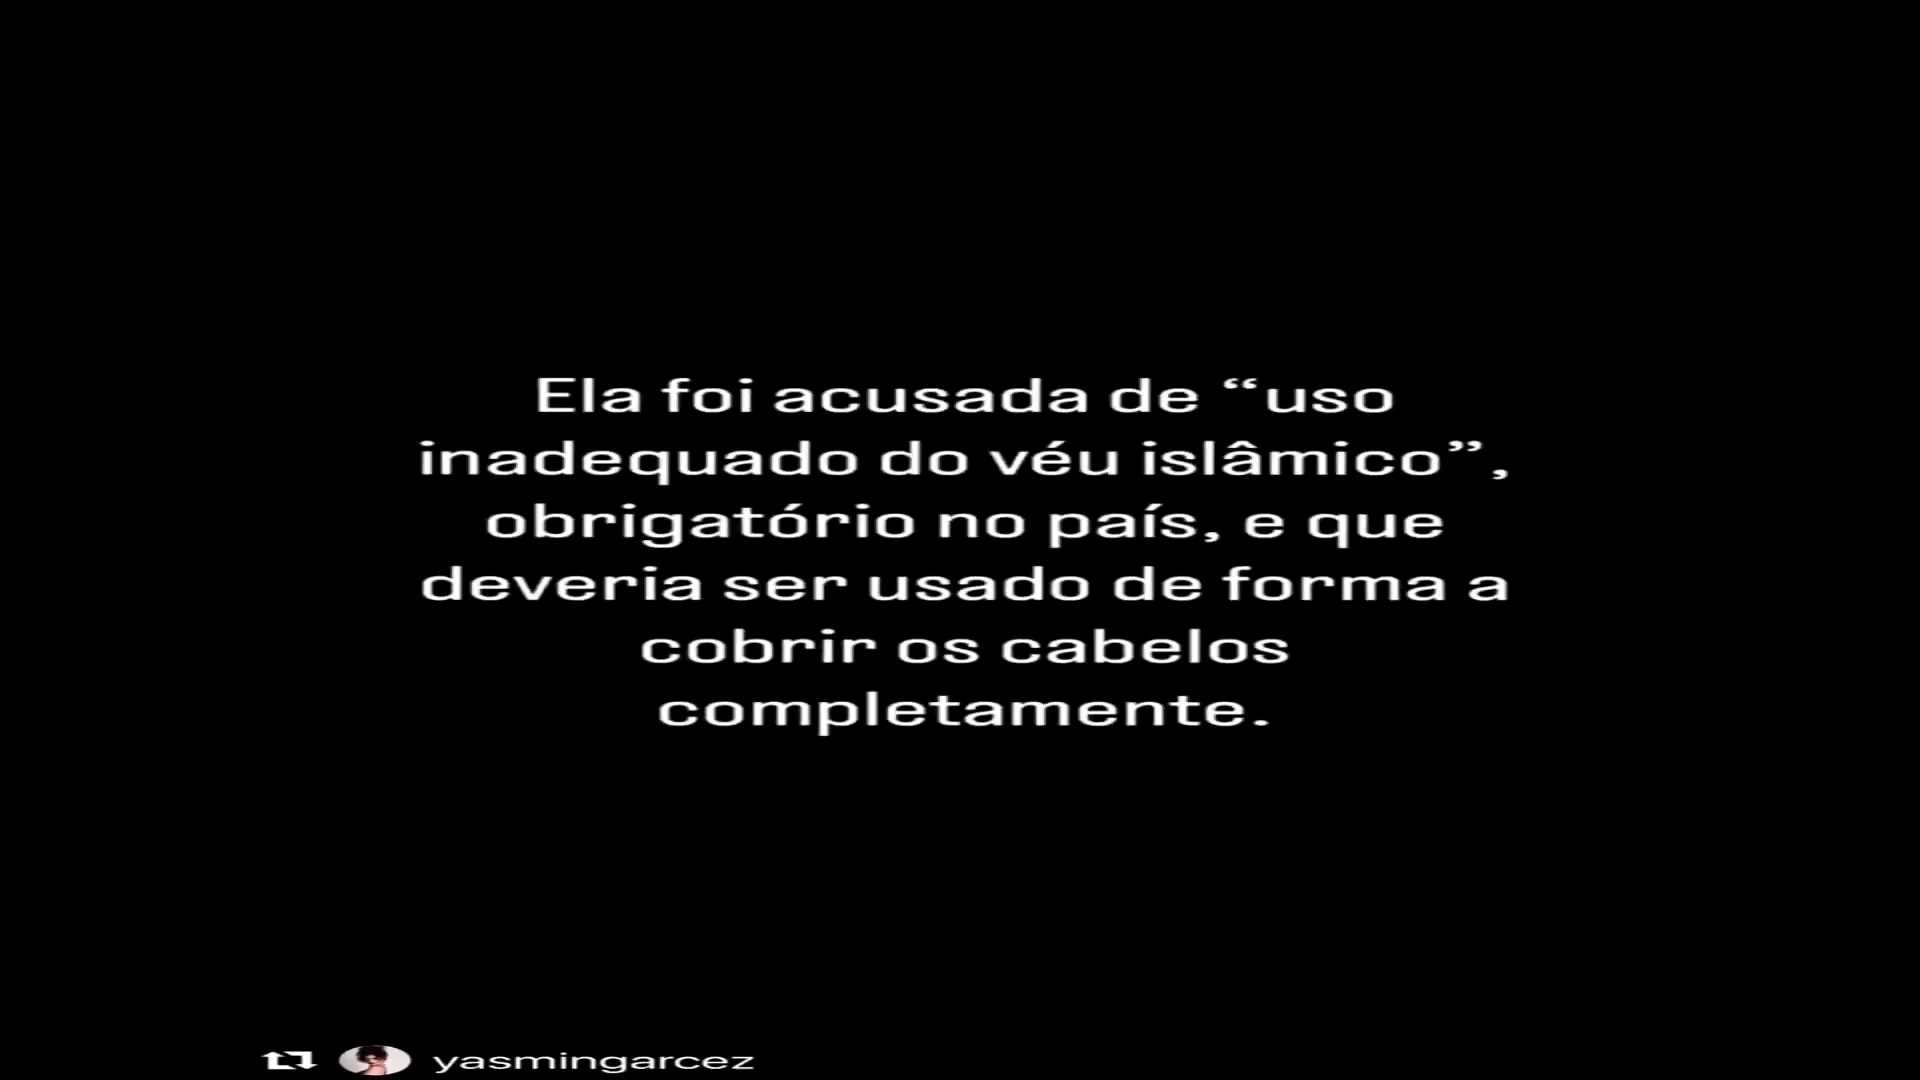 Ela foi acusada de “uso
inadequado do véu islâmico”,
obrigatório no país, e que
deveria ser usado de forma a
cobrir os cabelos
completamente.
yasmingarcez